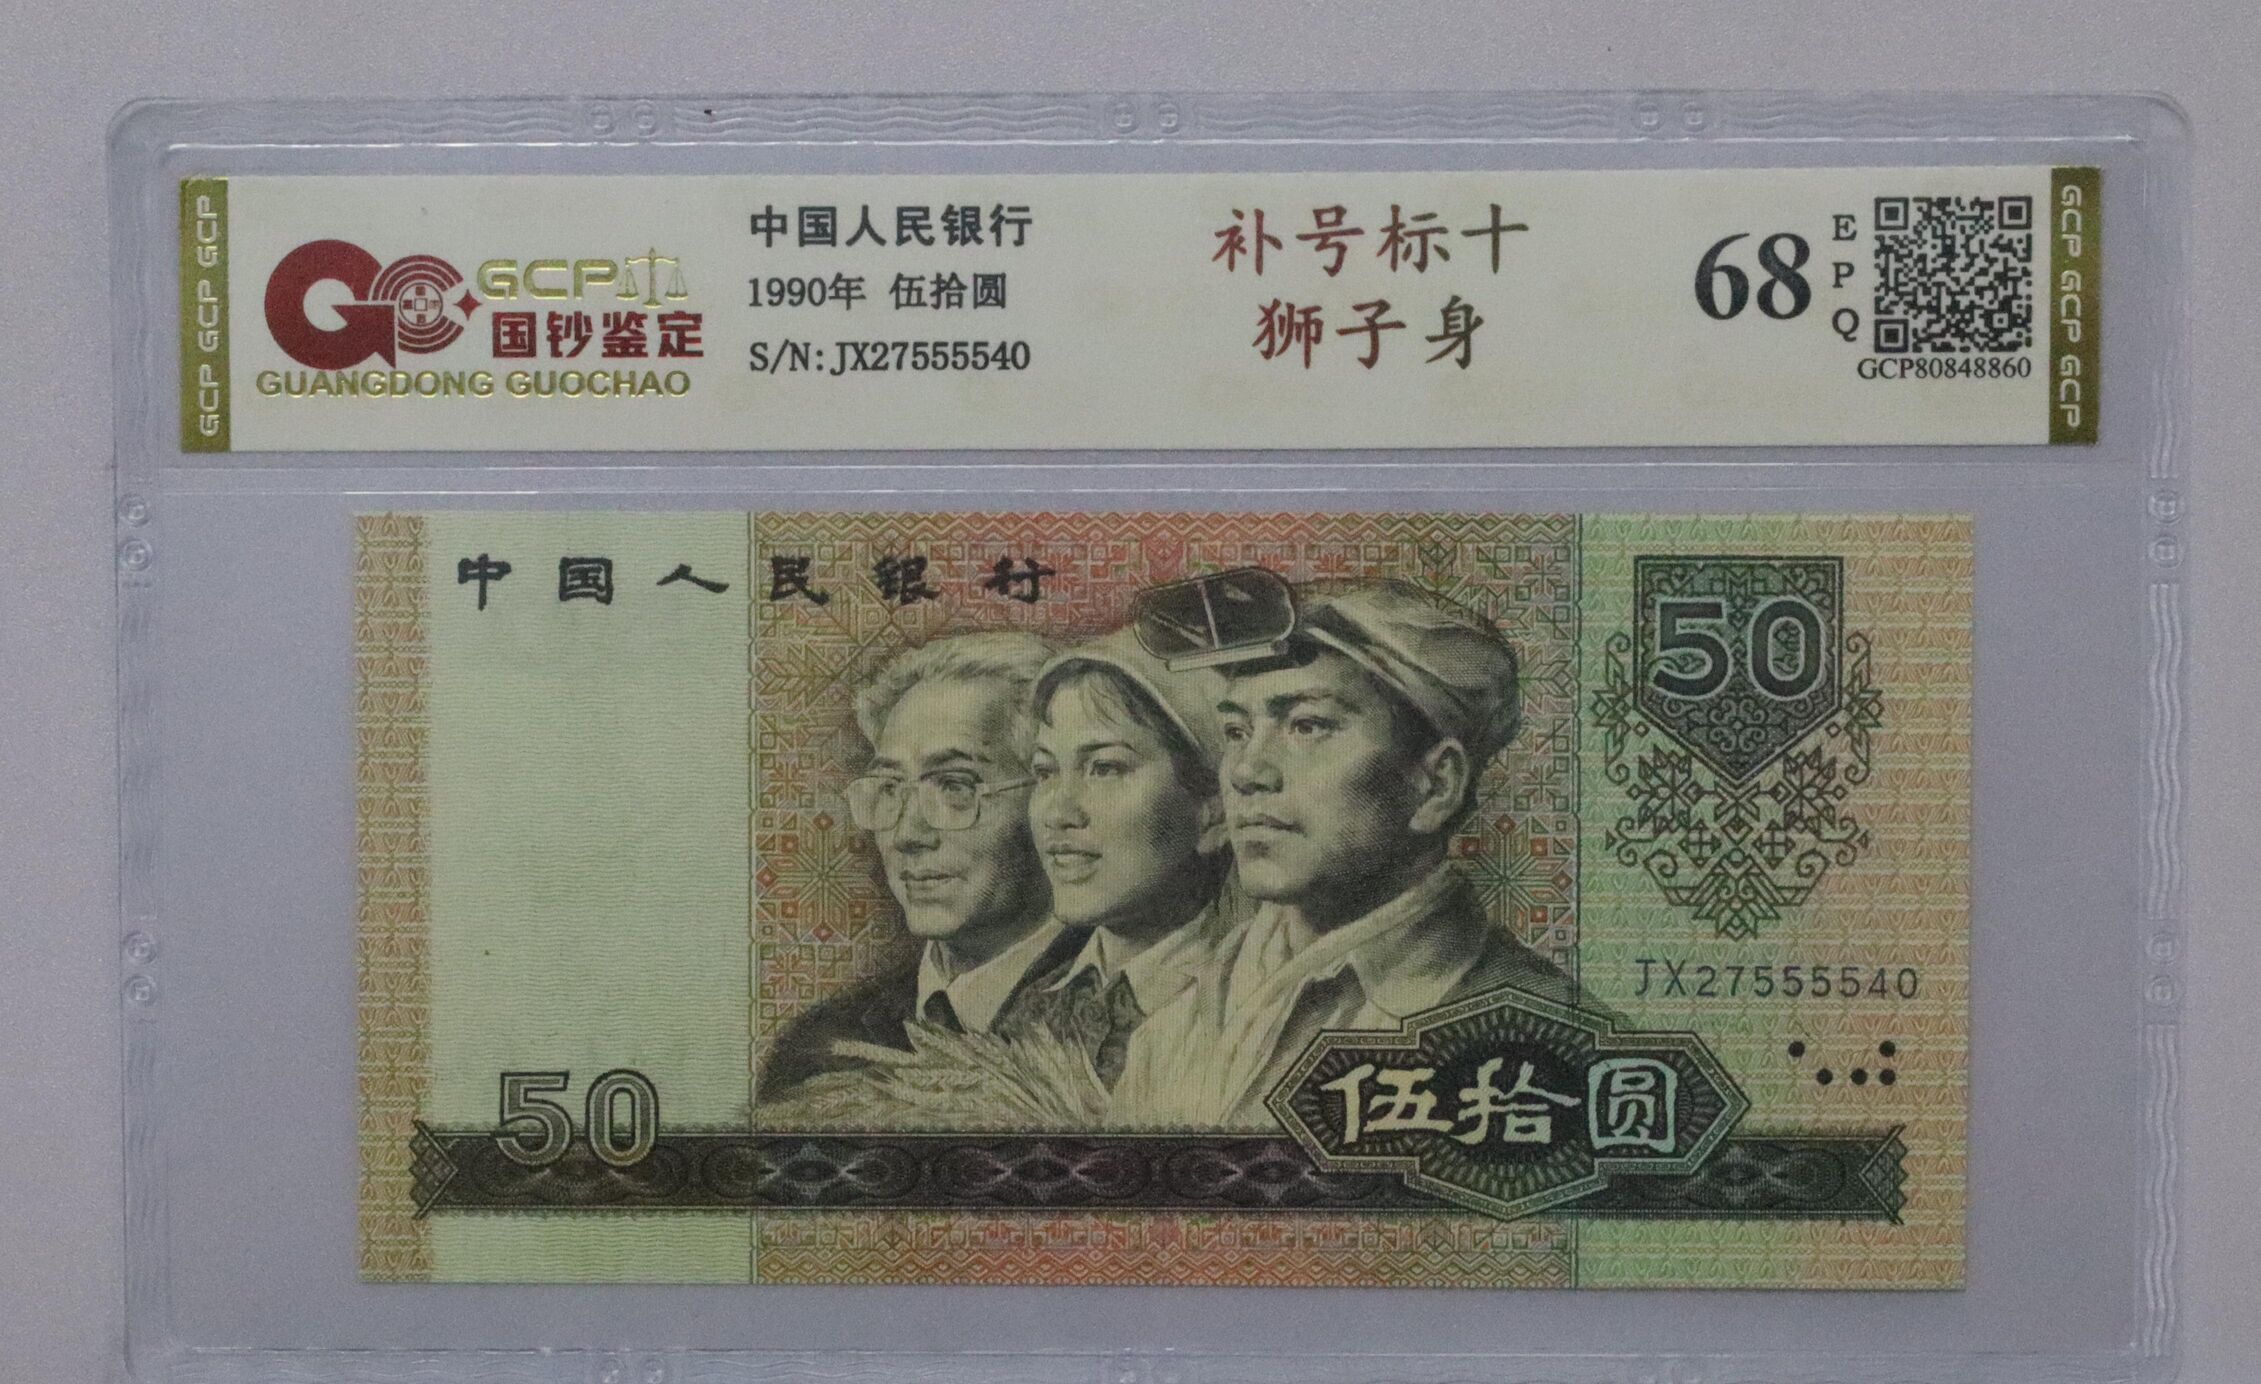 GCP GCP GCP
GCP
国钞鉴定
GUANGDONG GUOCHAO
中国人民银行
1990年 伍拾圆
S/N: JX27555540
补号标十
狮子身
68
EPQ
GCP80848860
GCP GCP GCP
中国人民银行
50
JX27555540
50
伍拾圆